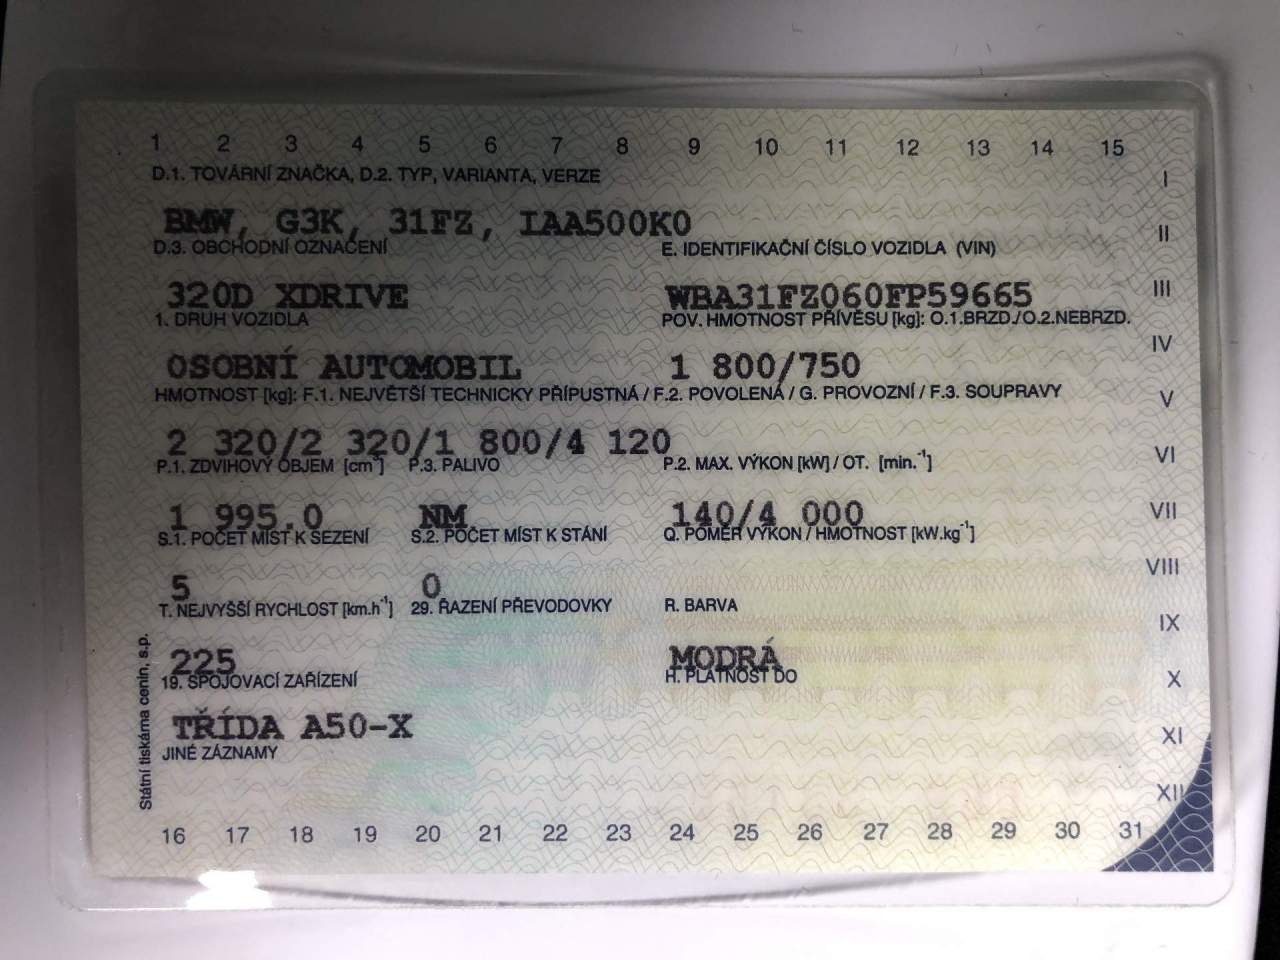 1 2 3 4 5 6 7 8 9 10 11 12 13 14 15
D.1. TOVÁRNÍ ZNAČKA, D.2. TYP, VARIANTA, VERZE
I
BMW, G3K, 31FZ, IAA500K0
II
D.3. OBCHODNÍ OZNAČENÍ E. IDENTIFIKAČNÍ ČÍSLO VOZIDLA (VIN)
320D XDRIVE WBA31FZ060FP59665
III
1. DRUH VOZIDLA POV. HMOTNOST PŘÍVĚSU [kg]: O.1.BRZD./O.2.NEBRZD.
IV
OSOBNÍ AUTOMOBIL 1 800/750
HMOTNOST [kg]: F.1. NEJVĚTŠÍ TECHNICKY PŘÍPUSTNÁ / F.2. POVOLENÁ / G. PROVOZNÍ / F.3. SOUPRAVY
V
2 320/2 320/1 800/4 120
VI
P.1. ZDVIHOVÝ OBJEM [cm³] P.3. PALIVO P.2. MAX. VÝKON [kW] / OT. [min.⁻¹]
1 995.0 NM 140/4 000
VII
S.1. POČET MÍST K SEZENÍ S.2. POČET MÍST K STÁNÍ Q. POMĚR VÝKON / HMOTNOST [kW.kg⁻¹]
VIII
5 0
T. NEJVYŠŠÍ RYCHLOST [km.h⁻¹] 29. ŘAZENÍ PŘEVODOVKY R. BARVA
IX
225 MODRÁ
19. SPOJOVACÍ ZAŘÍZENÍ H. PLATNOST DO
X
TŘÍDA A50-X
XI
JINÉ ZÁZNAMY
XII
16 17 18 19 20 21 22 23 24 25 26 27 28 29 30 31
Státní tiskárna cenin, s.p.